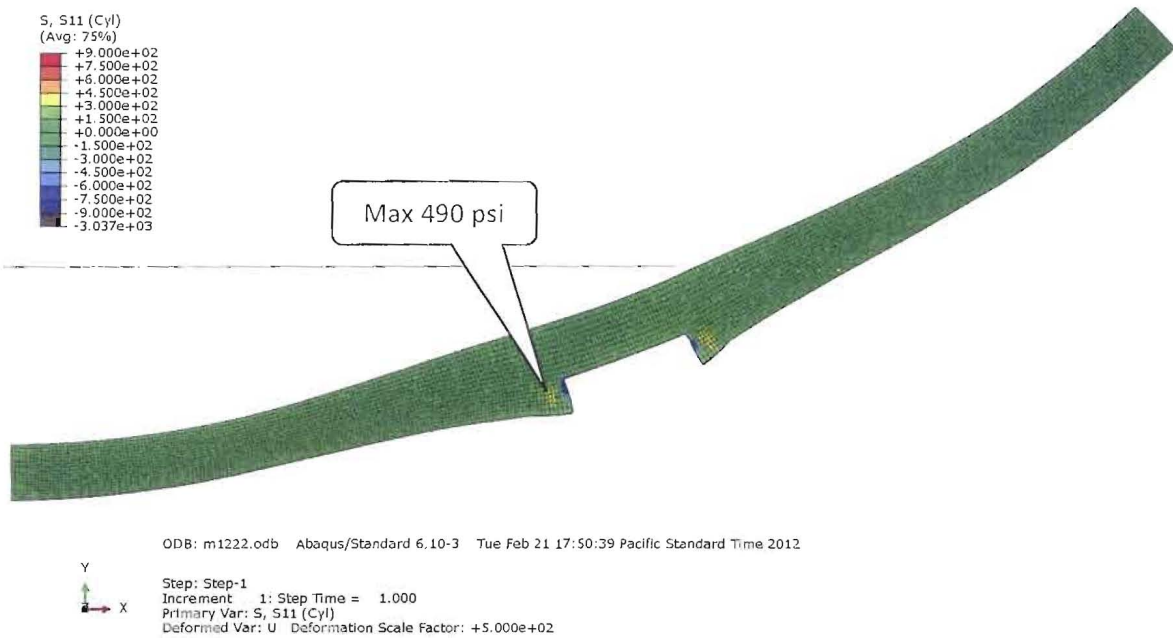 S, S11 (Cyl)
(Avg: 75%)
+9.000e+02
+7.500e+02
+6.000e+02
+4.500e+02
+3.000e+02
+1.500e+02
+0.000e+00
-1.500e+02
-3.000e+02
-4.500e+02
-6.000e+02
-7.500e+02
-9.000e+02
-3.037e+03
Max 490 psi
ODB: m1222.odb Abaqus/Standard 6.10-3 Tue Feb 21 17:50:39 Pacific Standard Time 2012
Y
X
Step: Step-1
Increment 1: Step Time = 1.000
Primary Var: S, S11 (Cyl)
Deformed Var: U Deformation Scale Factor: +5.000e+02